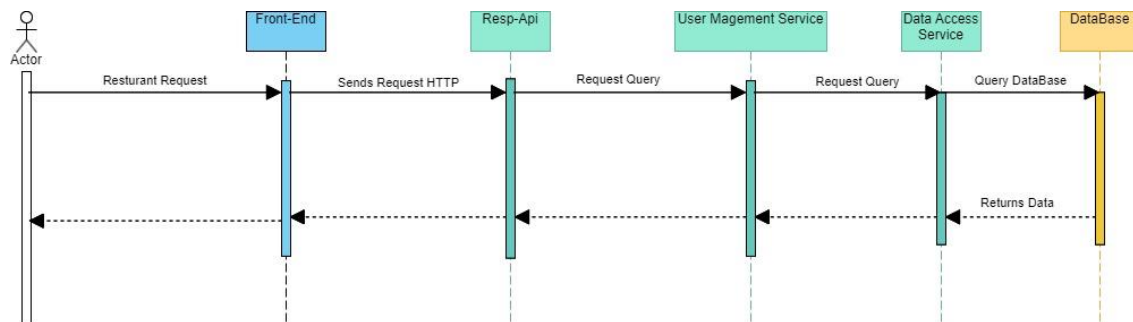 Front-End
Resp-Api
User Magement Service
Data Access
Service
DataBase
Actor
Resturant Request
Sends Request HTTP
Request Query
Request Query
Query DataBase
Returns Data